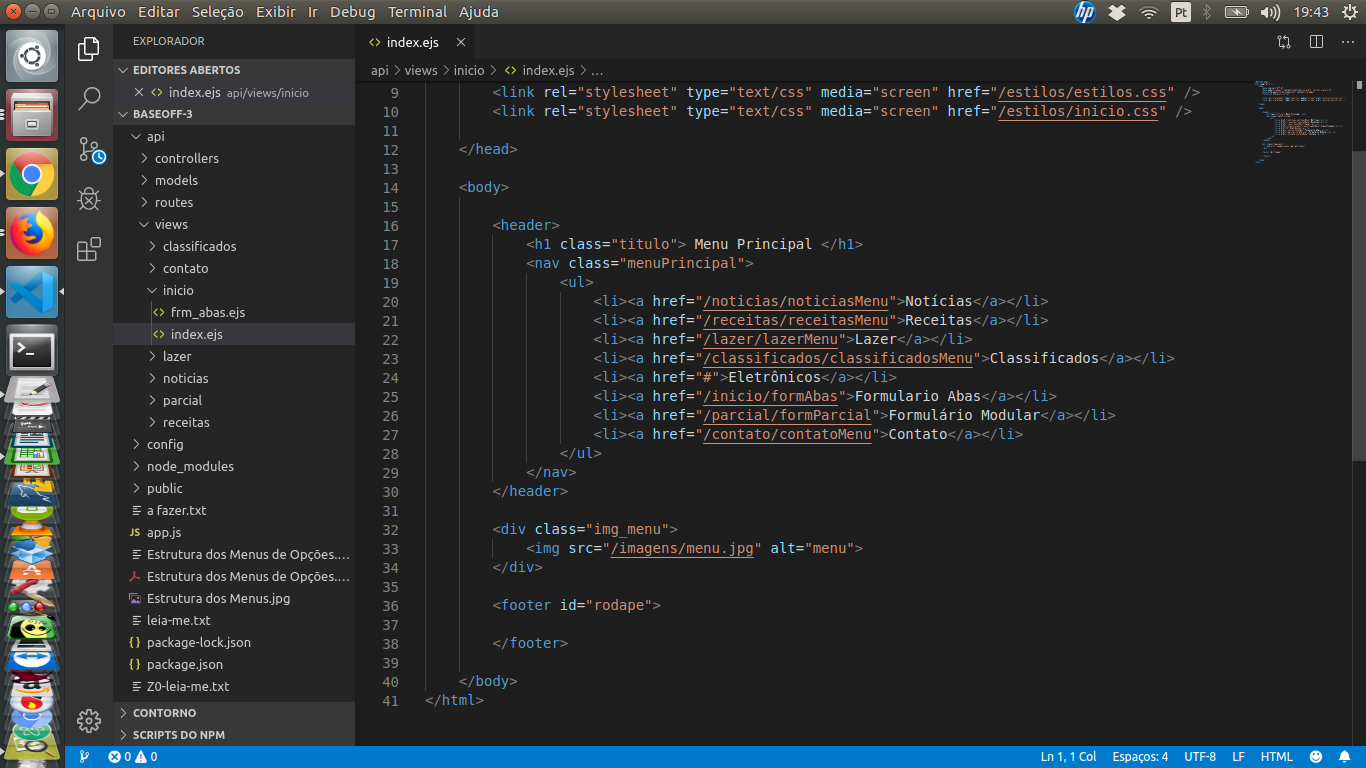 Arquivo Editar Seleção Exibir Ir Debug Terminal Ajuda
hp
Pt
19:43
EXPLORADOR
EDITORES ABERTOS
index.ejs api/views/inicio
BASEOFF-3
api
controllers
models
routes
views
classificados
contato
inicio
frm_abas.ejs
index.ejs
lazer
noticias
parcial
receitas
config
node_modules
public
a fazer.txt
JS app.js
Estrutura dos Menus de Opções....
Estrutura dos Menus de Opções....
Estrutura dos Menus.jpg
leia-me.txt
{} package-lock.json
{} package.json
Z0-leia-me.txt
CONTORNO
SCRIPTS DO NPM
index.ejs
api > views > inicio > index.ejs > ...
9 <link rel="stylesheet" type="text/css" media="screen" href="/estilos/estilos.css" />
10 <link rel="stylesheet" type="text/css" media="screen" href="/estilos/inicio.css" />
11
12 </head>
13
14 <body>
15
16 <header>
17 <h1 class="titulo"> Menu Principal </h1>
18 <nav class="menuPrincipal">
19 <ul>
20 <li><a href="/noticias/noticiasMenu">Notícias</a></li>
21 <li><a href="/receitas/receitasMenu">Receitas</a></li>
22 <li><a href="/lazer/lazerMenu">Lazer</a></li>
23 <li><a href="/classificados/classificadosMenu">Classificados</a></li>
24 <li><a href="#">Eletrônicos</a></li>
25 <li><a href="/inicio/formAbas">Formulario Abas</a></li>
26 <li><a href="/parcial/formParcial">Formulário Modular</a></li>
27 <li><a href="/contato/contatoMenu">Contato</a></li>
28 </ul>
29 </nav>
30 </header>
31
32 <div class="img_menu">
33 <img src="/imagens/menu.jpg" alt="menu">
34 </div>
35
36 <footer id="rodape">
37
38 </footer>
39
40 </body>
41 </html>
0 0
Ln 1, 1 Col Espaços: 4 UTF-8 LF HTML